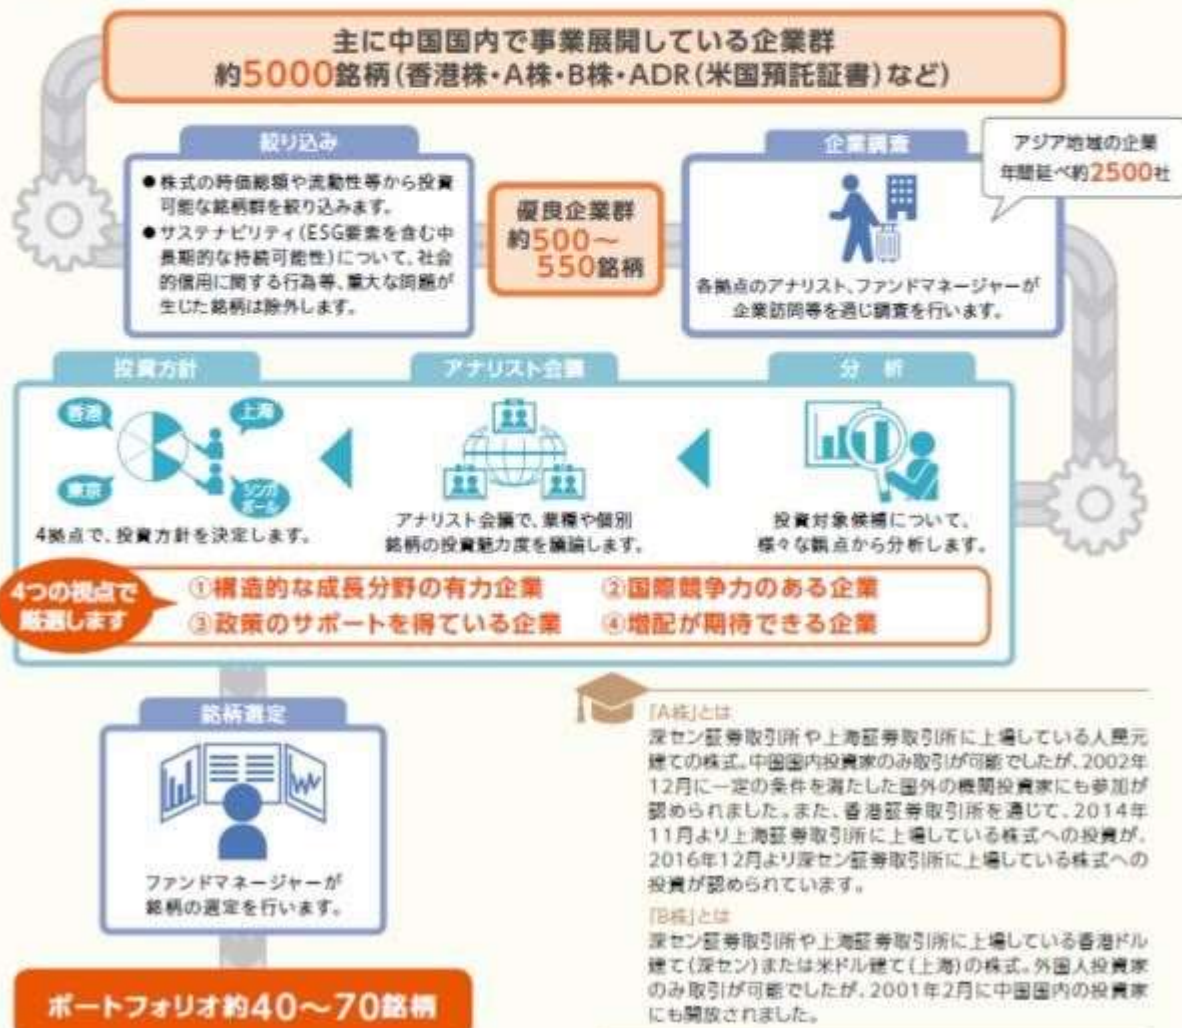 主に中国国内で事業展開している企業群
約5000銘柄(香港株・A株・B株・ADR(米国預託証書)など)
絞り込み
●株式の時価総額や流動性等から投資
可能な銘柄群を絞り込みます。
●サステナビリティ(ESG要素を含む中
長期的な持続可能性)について、社会
的信用に関する行為等、重大な問題が
生じた銘柄は除外します。
優良企業群
約500～
550銘柄
企業調査
アジア地域の企業
年間延べ約2500社
各拠点のアナリスト、ファンドマネージャーが
企業訪問等を通じ調査を行います。
投資方針
香港
上海
東京
シンガ
ポール
4拠点で、投資方針を決定します。
アナリスト会議
アナリスト会議で、業種や個別
銘柄の投資魅力度を議論します。
分 析
投資対象候補について、
様々な観点から分析します。
4つの視点で
厳選します
①構造的な成長分野の有力企業
②国際競争力のある企業
③政策のサポートを得ている企業
④増配が期待できる企業
銘柄選定
ファンドマネージャーが
銘柄の選定を行います。
ポートフォリオ約40～70銘柄
「A株」とは
深セン証券取引所や上海証券取引所に上場している人民元
建ての株式。中国国内投資家のみ取引が可能でしたが、2002年
12月に一定の条件を満たした国外の機関投資家にも参加が
認められました。また、香港証券取引所を通じて、2014年
11月より上海証券取引所に上場している株式への投資が、
2016年12月より深セン証券取引所に上場している株式への
投資が認められています。
「B株」とは
深セン証券取引所や上海証券取引所に上場している香港ドル
建て(深セン)または米ドル建て(上海)の株式。外国人投資家
のみ取引が可能でしたが、2001年2月に中国国内の投資家
にも開放されました。